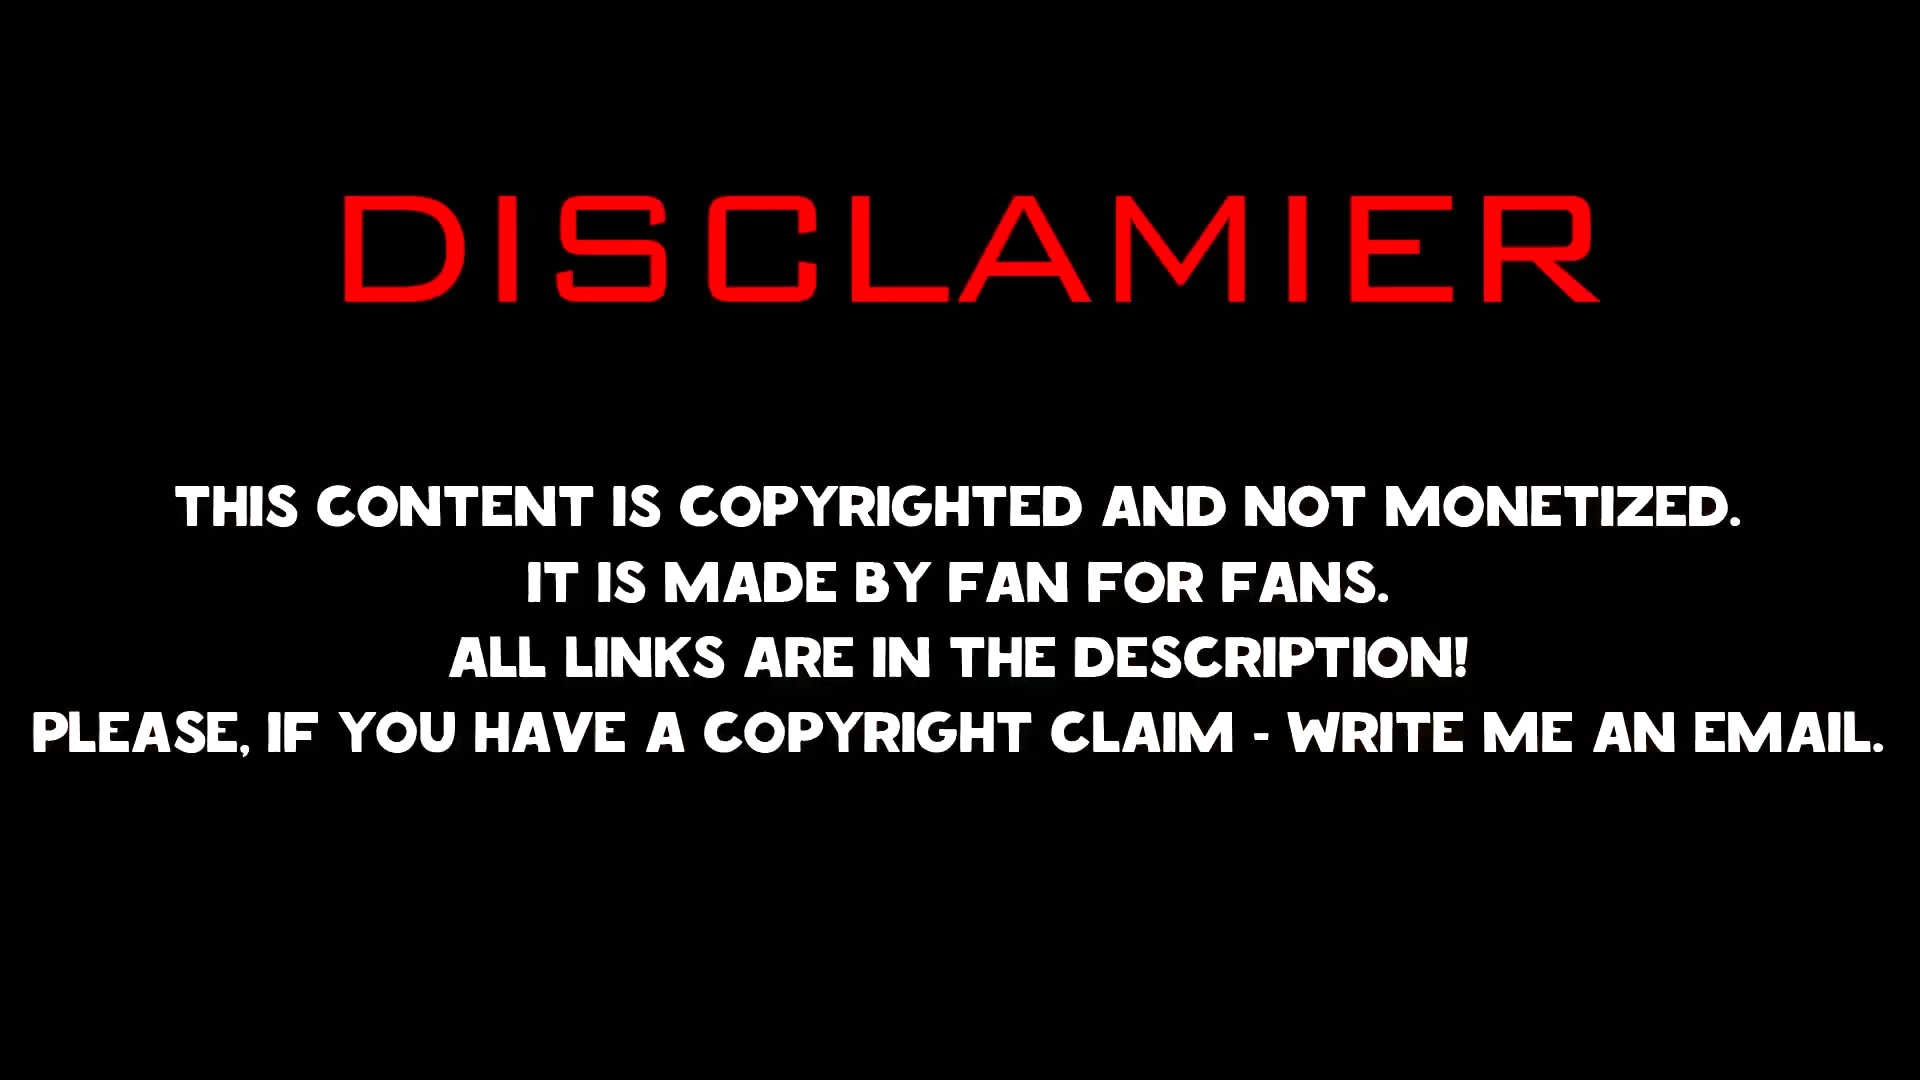 DISCLAMIER
THIS CONTENT IS COPYRIGHTED AND NOT MONETIZED.
IT IS MADE BY FAN FOR FANS.
ALL LINKS ARE IN THE DESCRIPTION!
PLEASE, IF YOU HAVE A COPYRIGHT CLAIM - WRITE ME AN EMAIL.